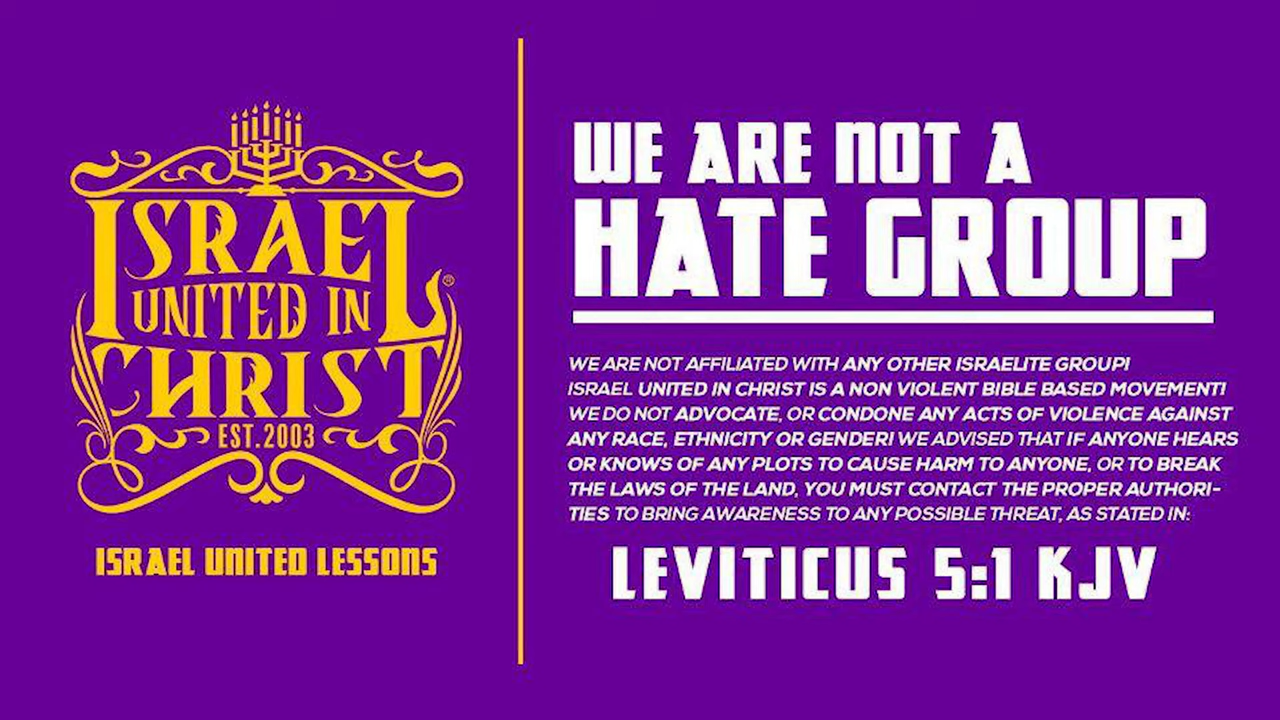 ISRAEL
UNITED IN
CHRIST
EST.2003
ISRAEL UNITED LESSONS
WE ARE NOT A
HATE GROUP
WE ARE NOT AFFILIATED WITH ANY OTHER ISRAELITE GROUP!
ISRAEL UNITED IN CHRIST IS A NON VIOLENT BIBLE BASED MOVEMENT!
WE DO NOT ADVOCATE, OR CONDONE ANY ACTS OF VIOLENCE AGAINST
ANY RACE, ETHNICITY OR GENDER! WE ADVISED THAT IF ANYONE HEARS
OR KNOWS OF ANY PLOTS TO CAUSE HARM TO ANYONE, OR TO BREAK
THE LAWS OF THE LAND, YOU MUST CONTACT THE PROPER AUTHORI-
TIES TO BRING AWARENESS TO ANY POSSIBLE THREAT, AS STATED IN:
LEVITICUS 5:1 KJV